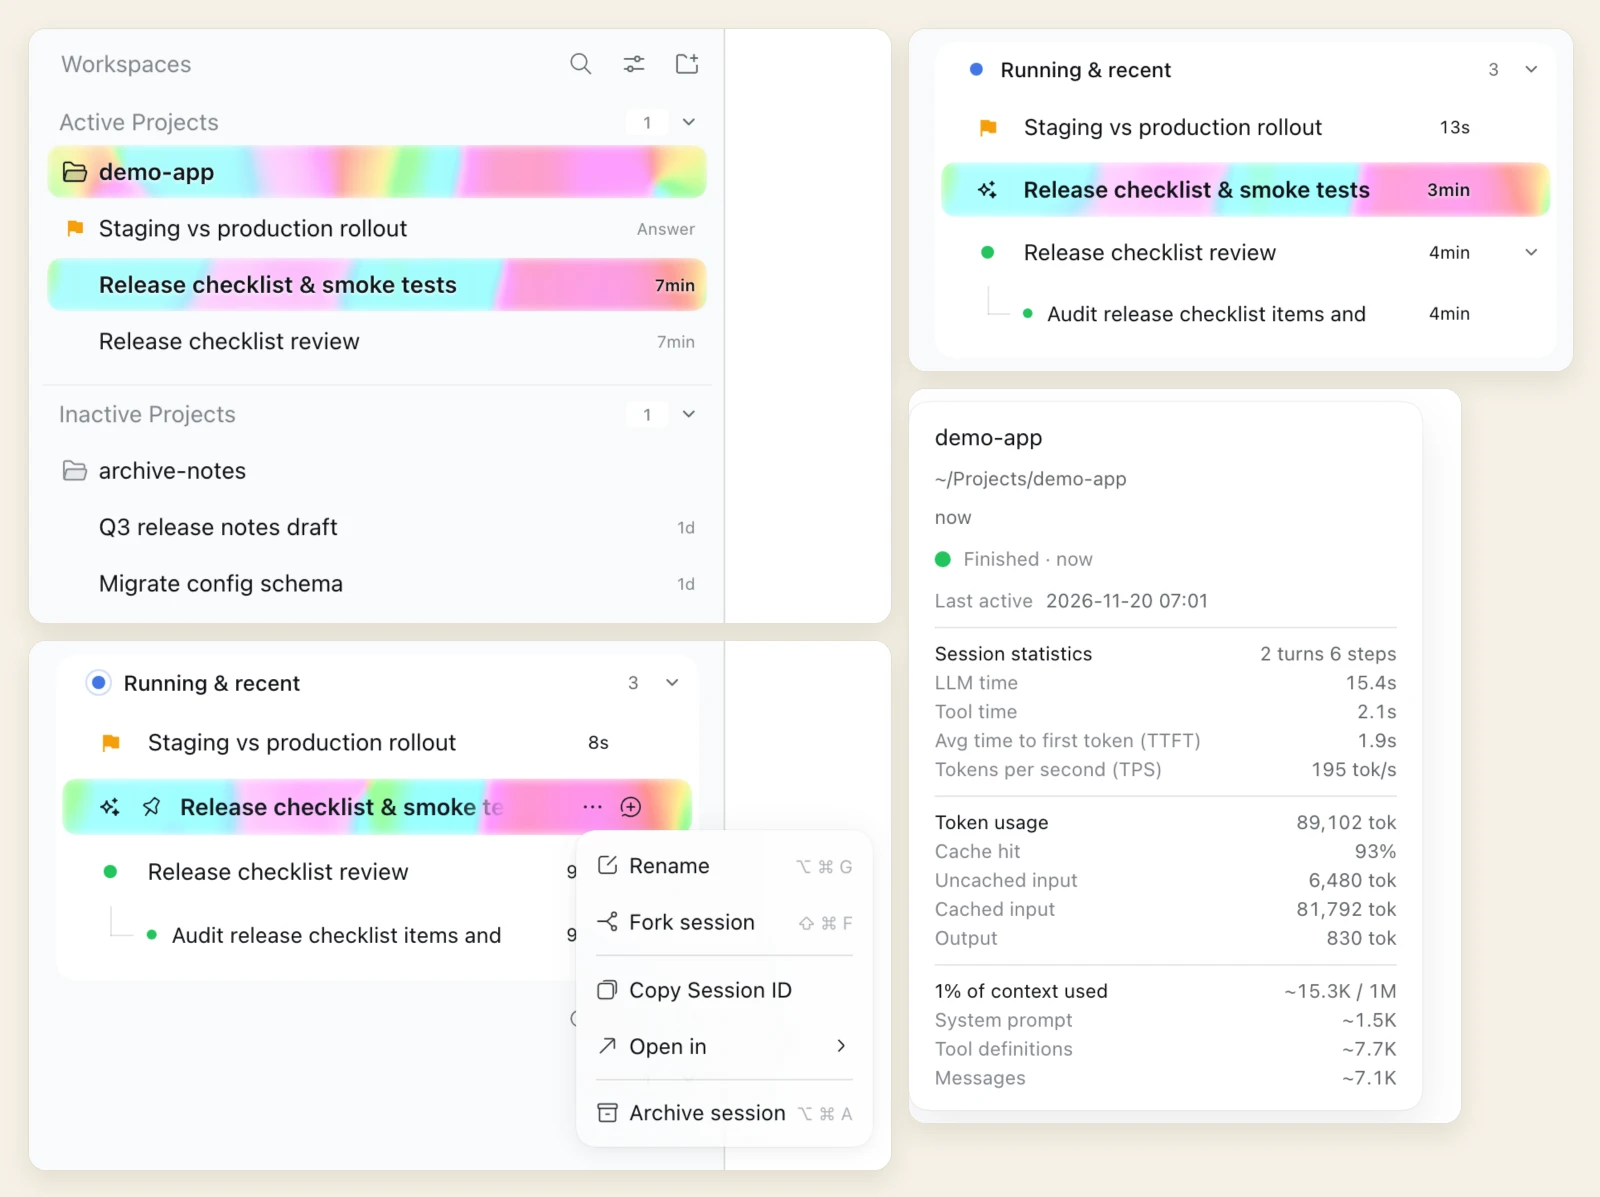 Workspaces
Active Projects 1
demo-app
Staging vs production rollout Answer
Release checklist & smoke tests 7min
Release checklist review 7min
Inactive Projects 1
archive-notes
Q3 release notes draft 1d
Migrate config schema 1d
Running & recent 3
Staging vs production rollout 8s
Release checklist & smoke te
Release checklist review 9
Audit release checklist items and 9
Rename ⌥ ⌘ G
Fork session ⇧ ⌘ F
Copy Session ID
Open in
Archive session ⌥ ⌘ A
Running & recent 3
Staging vs production rollout 13s
Release checklist & smoke tests 3min
Release checklist review 4min
Audit release checklist items and 4min
demo-app
~/Projects/demo-app
now
Finished · now
Last active 2026-11-20 07:01
Session statistics 2 turns 6 steps
LLM time 15.4s
Tool time 2.1s
Avg time to first token (TTFT) 1.9s
Tokens per second (TPS) 195 tok/s
Token usage 89,102 tok
Cache hit 93%
Uncached input 6,480 tok
Cached input 81,792 tok
Output 830 tok
1% of context used ~15.3K / 1M
System prompt ~1.5K
Tool definitions ~7.7K
Messages ~7.1K